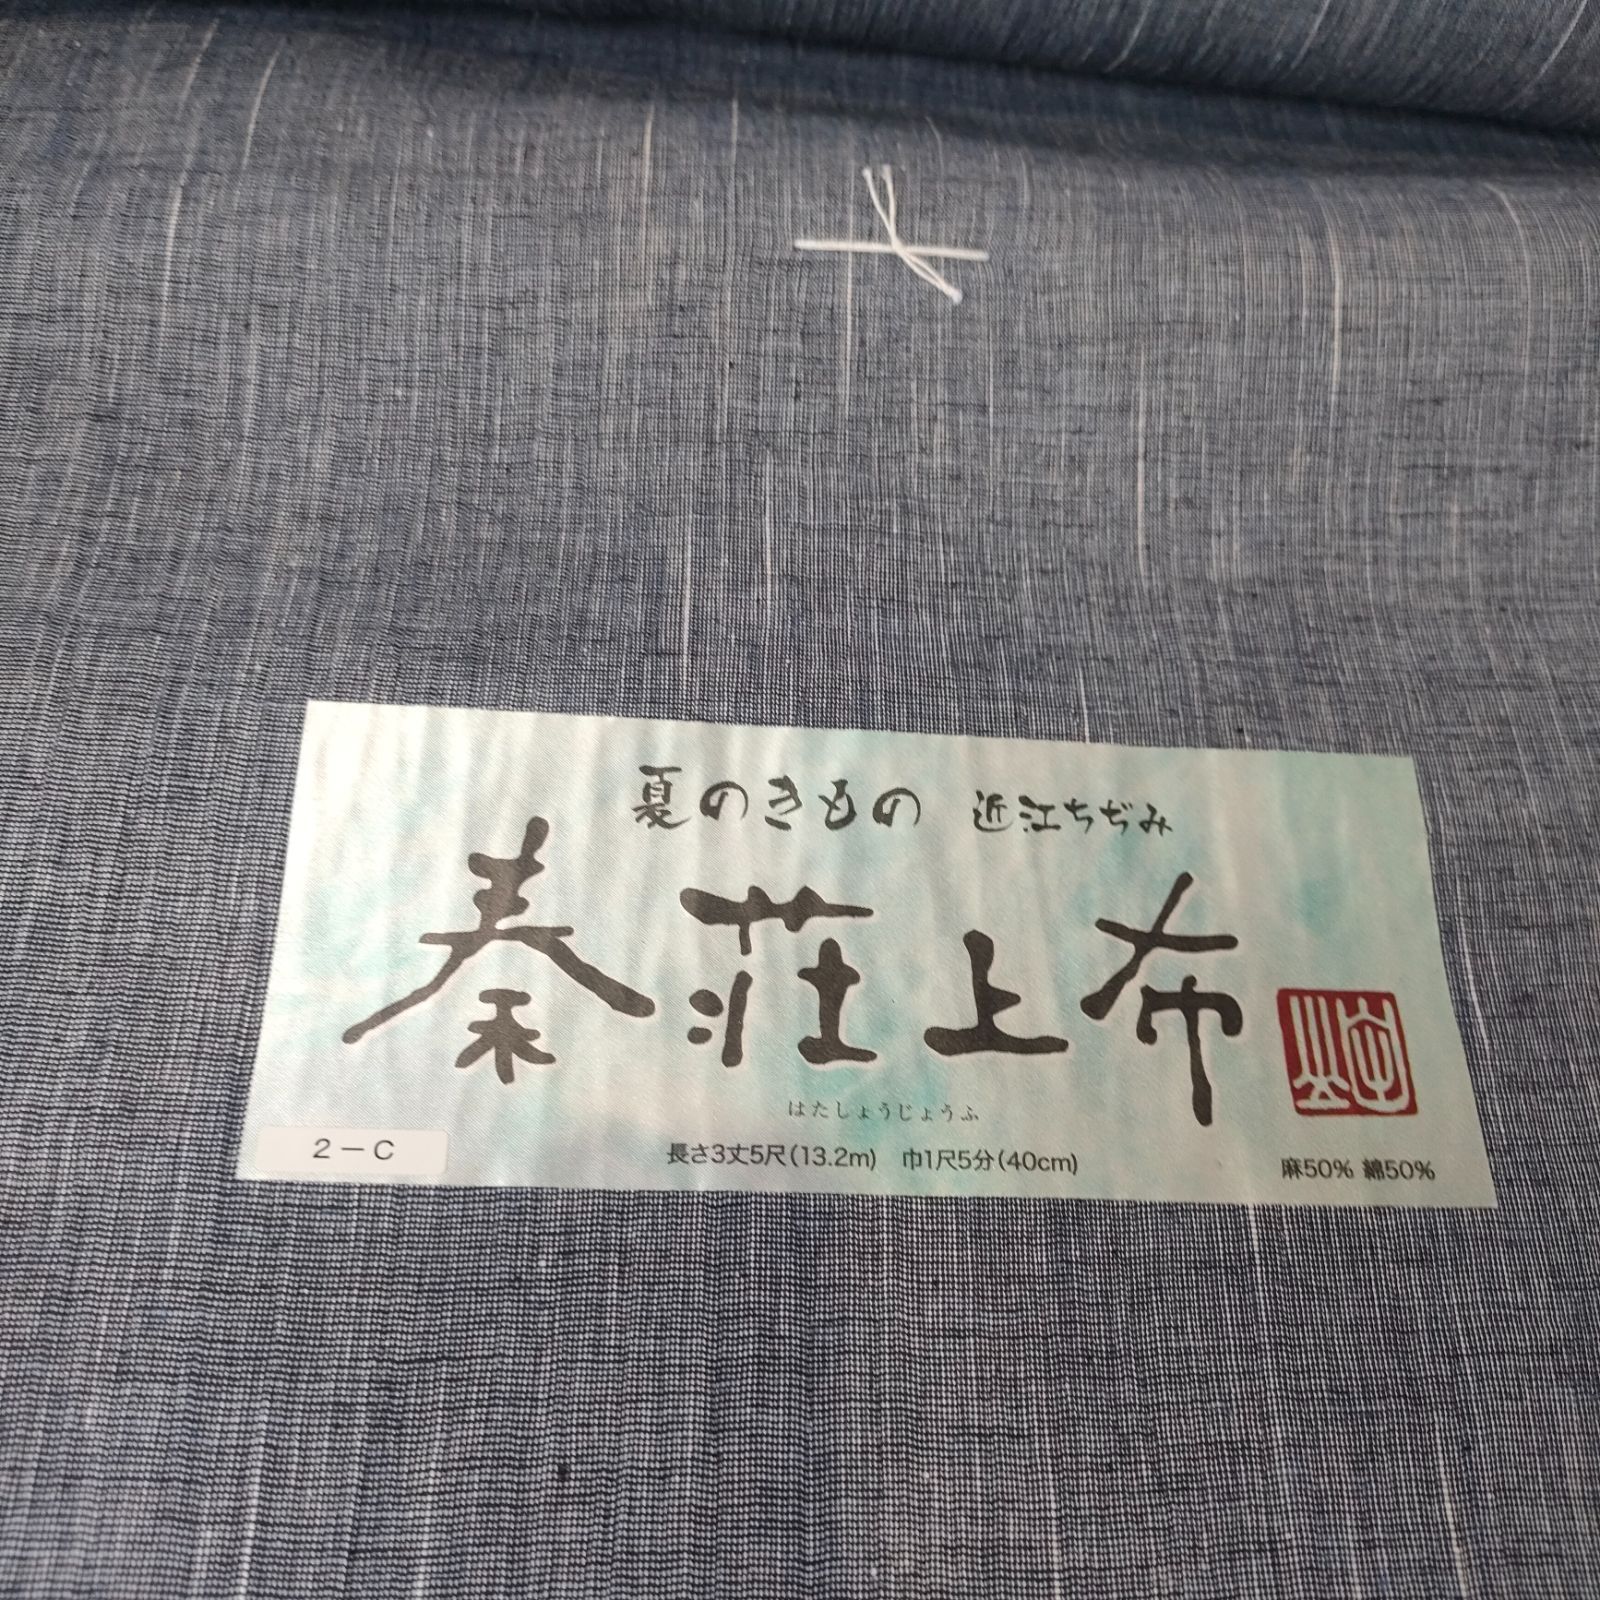 夏のきもの 近江ちぢみ
秦荘上布
はたしょうじょうふ
2－C
長さ3丈5尺(13.2m) 巾1尺5分(40cm)
麻50% 綿50%